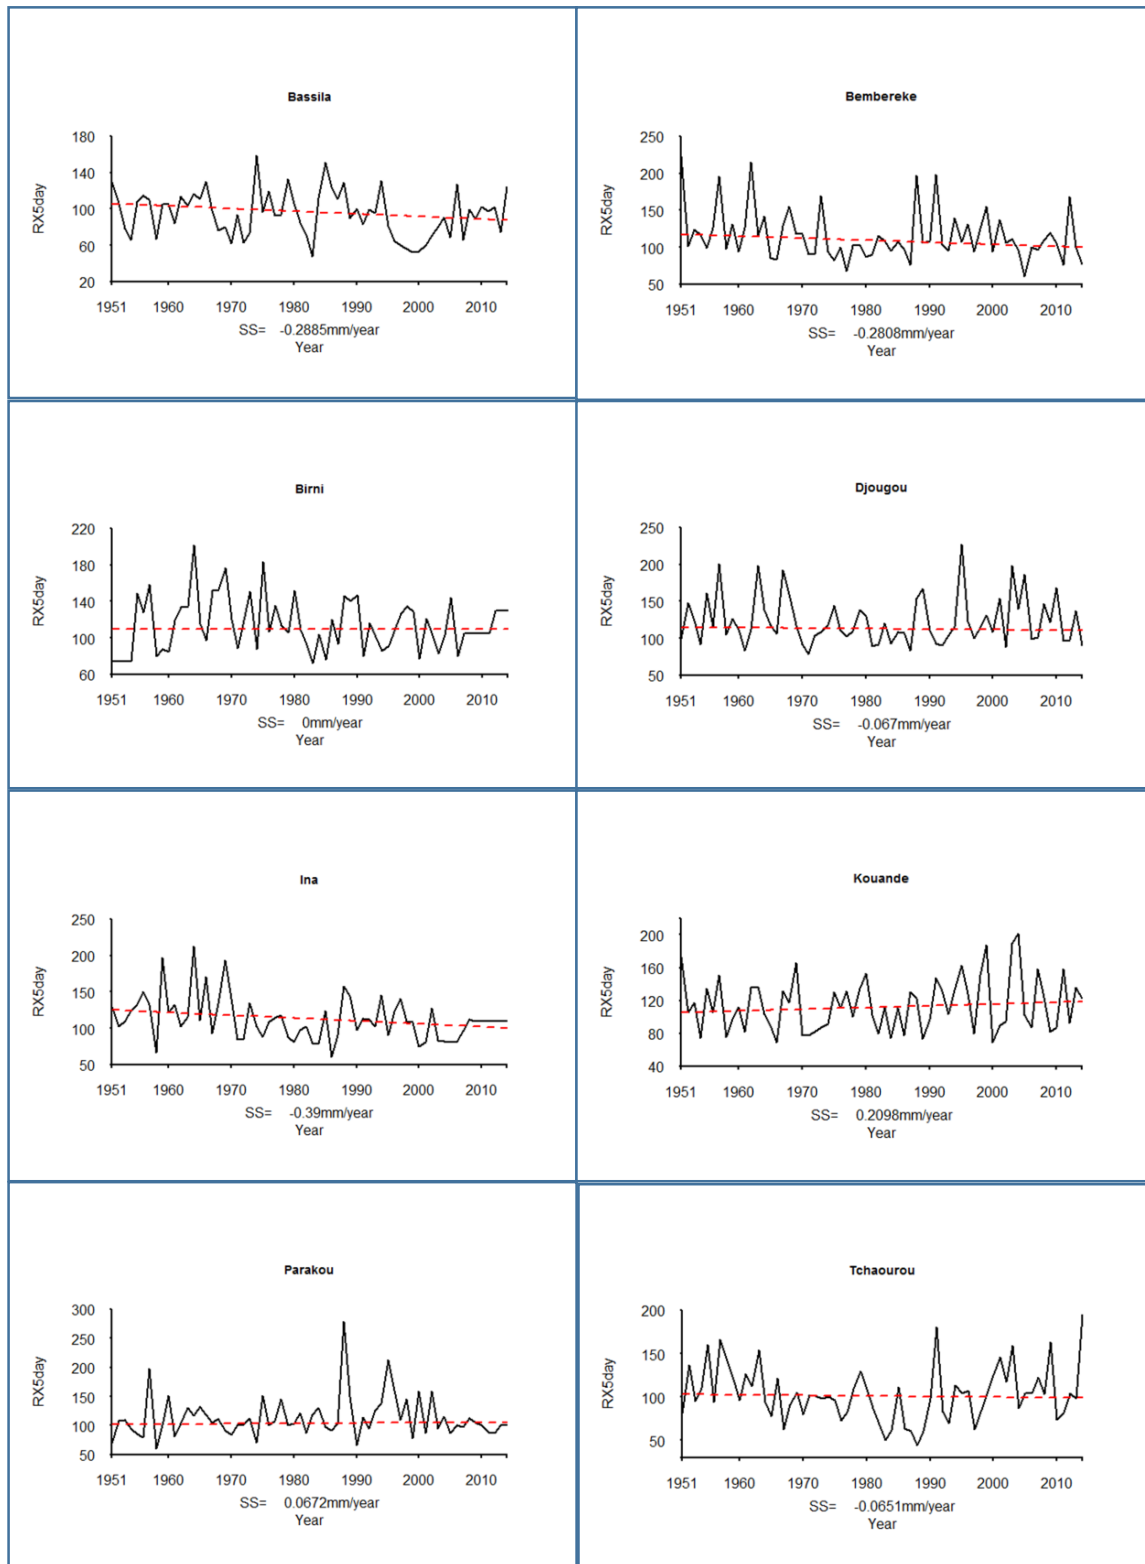 Bassila
RX5day
180
140
100
60
20
1951 1960 1970 1980 1990 2000 2010
SS= -0.2885mm/year
Year
Bembereke
RX5day
250
200
150
100
50
1951 1960 1970 1980 1990 2000 2010
SS= -0.2808mm/year
Year
Birni
RX5day
220
180
140
100
60
1951 1960 1970 1980 1990 2000 2010
SS= 0mm/year
Year
Djougou
RX5day
250
200
150
100
50
1951 1960 1970 1980 1990 2000 2010
SS= -0.067mm/year
Year
Ina
RX5day
250
200
150
100
50
1951 1960 1970 1980 1990 2000 2010
SS= -0.39mm/year
Year
Kouande
RX5day
200
160
120
80
40
1951 1960 1970 1980 1990 2000 2010
SS= 0.2098mm/year
Year
Parakou
RX5day
300
250
200
150
100
50
1951 1960 1970 1980 1990 2000 2010
SS= 0.0672mm/year
Year
Tchaourou
RX5day
200
150
100
50
1951 1960 1970 1980 1990 2000 2010
SS= -0.0651mm/year
Year